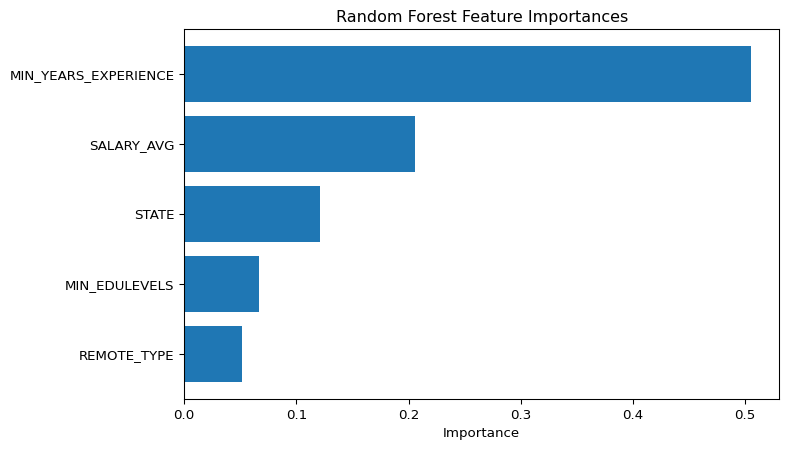 Random Forest Feature Importances
MIN_YEARS_EXPERIENCE
SALARY_AVG
STATE
MIN_EDULEVELS
REMOTE_TYPE
0.0 0.1 0.2 0.3 0.4 0.5
Importance